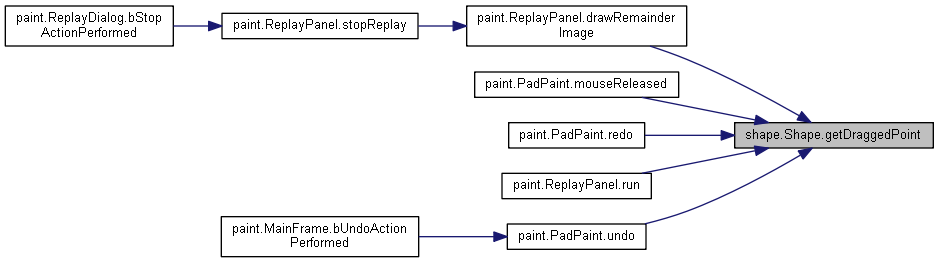 paint.ReplayDialog.bStop
ActionPerformed
paint.ReplayPanel.stopReplay
paint.ReplayPanel.drawRemainder
Image
paint.PadPaint.mouseReleased
paint.PadPaint.redo
shape.Shape.getDraggedPoint
paint.ReplayPanel.run
paint.MainFrame.bUndoAction
Performed
paint.PadPaint.undo